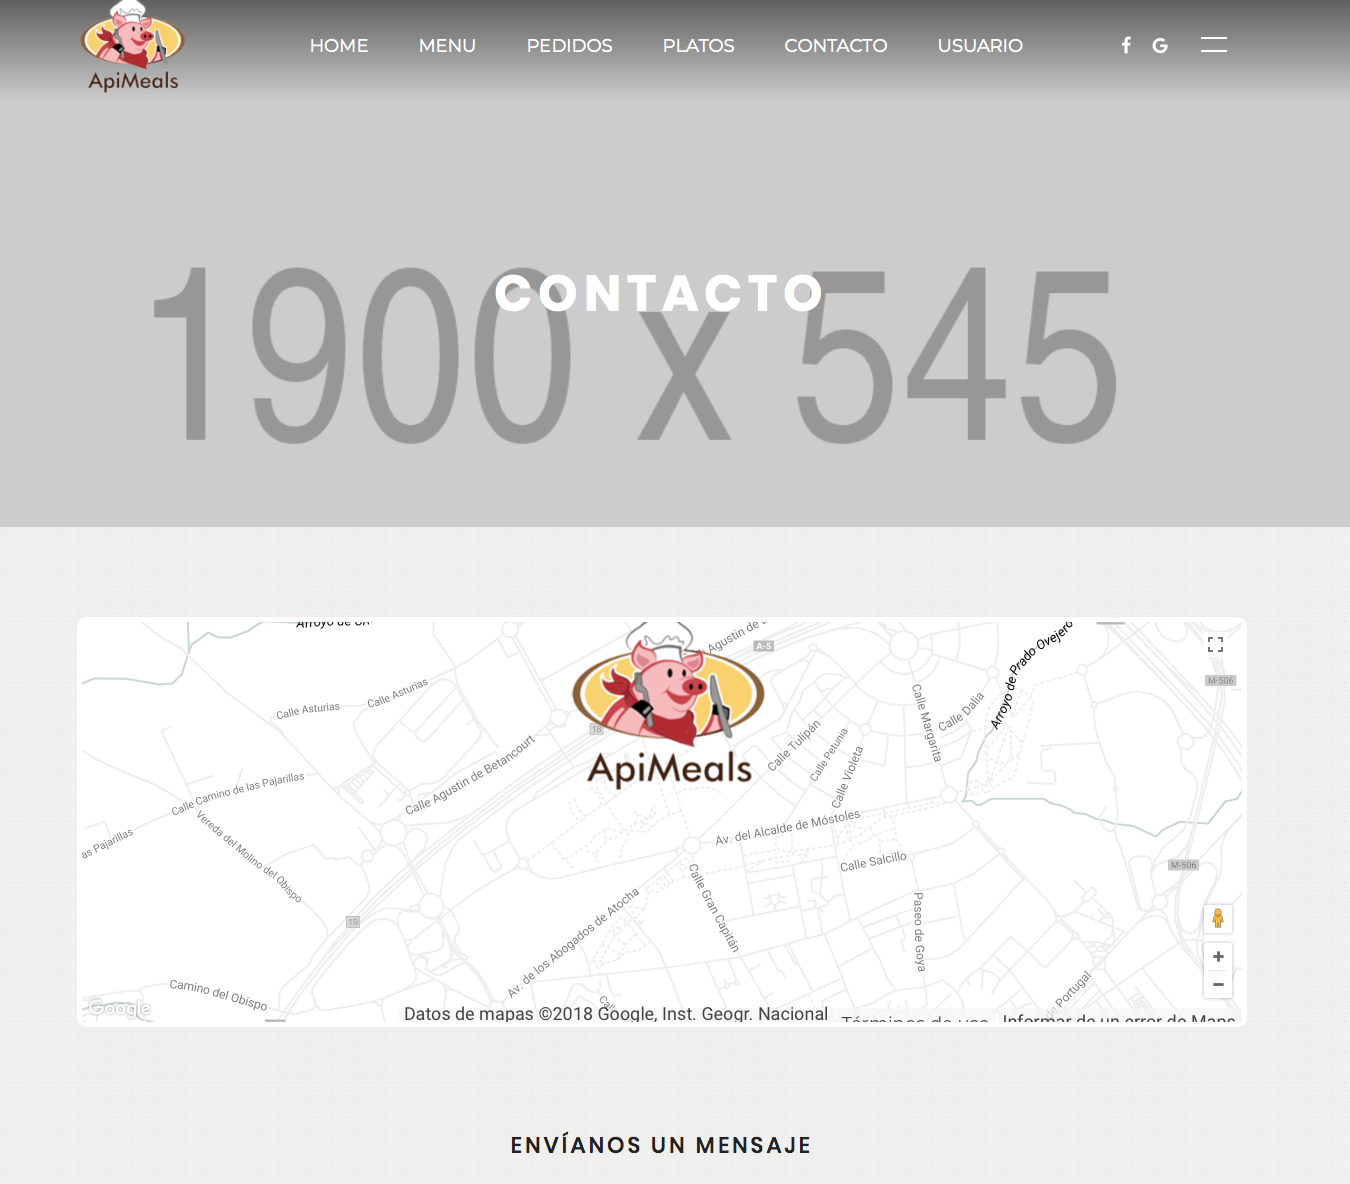 HOME MENU PEDIDOS PLATOS CONTACTO USUARIO
ApiMeals
1900 x 545
CONTACTO
Arroyo de
Agustin de
A-5
Arroyo de Prado Ovejero
M-506
Calle Asturias
Calle Asturias
Calle Margarita
Calle Dalia
18
Calle Tulipán
Calle Petunia
Calle Violeta
Calle Agustin de Betancourt
ApiMeals
Calle Camino de las Pajarillas
as Pajarillas
Vereda del Molino del Obispo
Av. del Alcalde de Móstoles
Calle Salcillo
M-506
Calle Gran Capitán
Paseo de Goya
Av. de los Abogados de Atocha
19
Camino del Obispo
de Portugal
Google
Datos de mapas ©2018 Google, Inst. Geogr. Nacional Términos de uso Informar de un error de Maps
ENVÍANOS UN MENSAJE